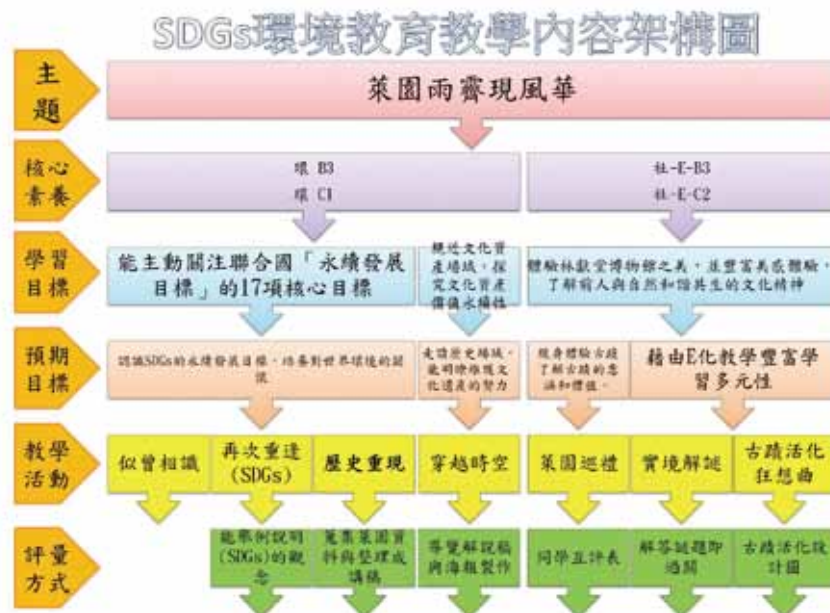 SDGs環境教育教學內容架構圖
主
題
萊園雨霽現風華
核心
素養
環 B3
環 C1
社-E-B3
社-E-C2
學習
目標
能主動關注聯合國「永續發展
目標」的17項核心目標
親近文化資
產場域，探
究文化資產
價值永續性
體驗林獻堂博物館之美，並豐富美感體驗，
了解前人與自然和諧共生的文化精神
預期
目標
認識SDGs的永續發展目標，培養對世界環境的關
懷
走讀歷史場域，
能明瞭維護文
化遺產的努力
親身體驗古蹟
了解古蹟的意
涵和價值。
藉由E化教學豐富學
習多元性
教學
活動
似曾相識
再次重逢
(SDGs)
歷史重現
穿越時空
萊園巡禮
實境解謎
古蹟活化
狂想曲
評量
方式
能舉例說明
(SDGs)的觀
念
蒐集萊園資
料與整理成
講稿
導覽解說稿
與海報製作
同學互評表
解答謎題即
過關
古蹟活化設
計圖